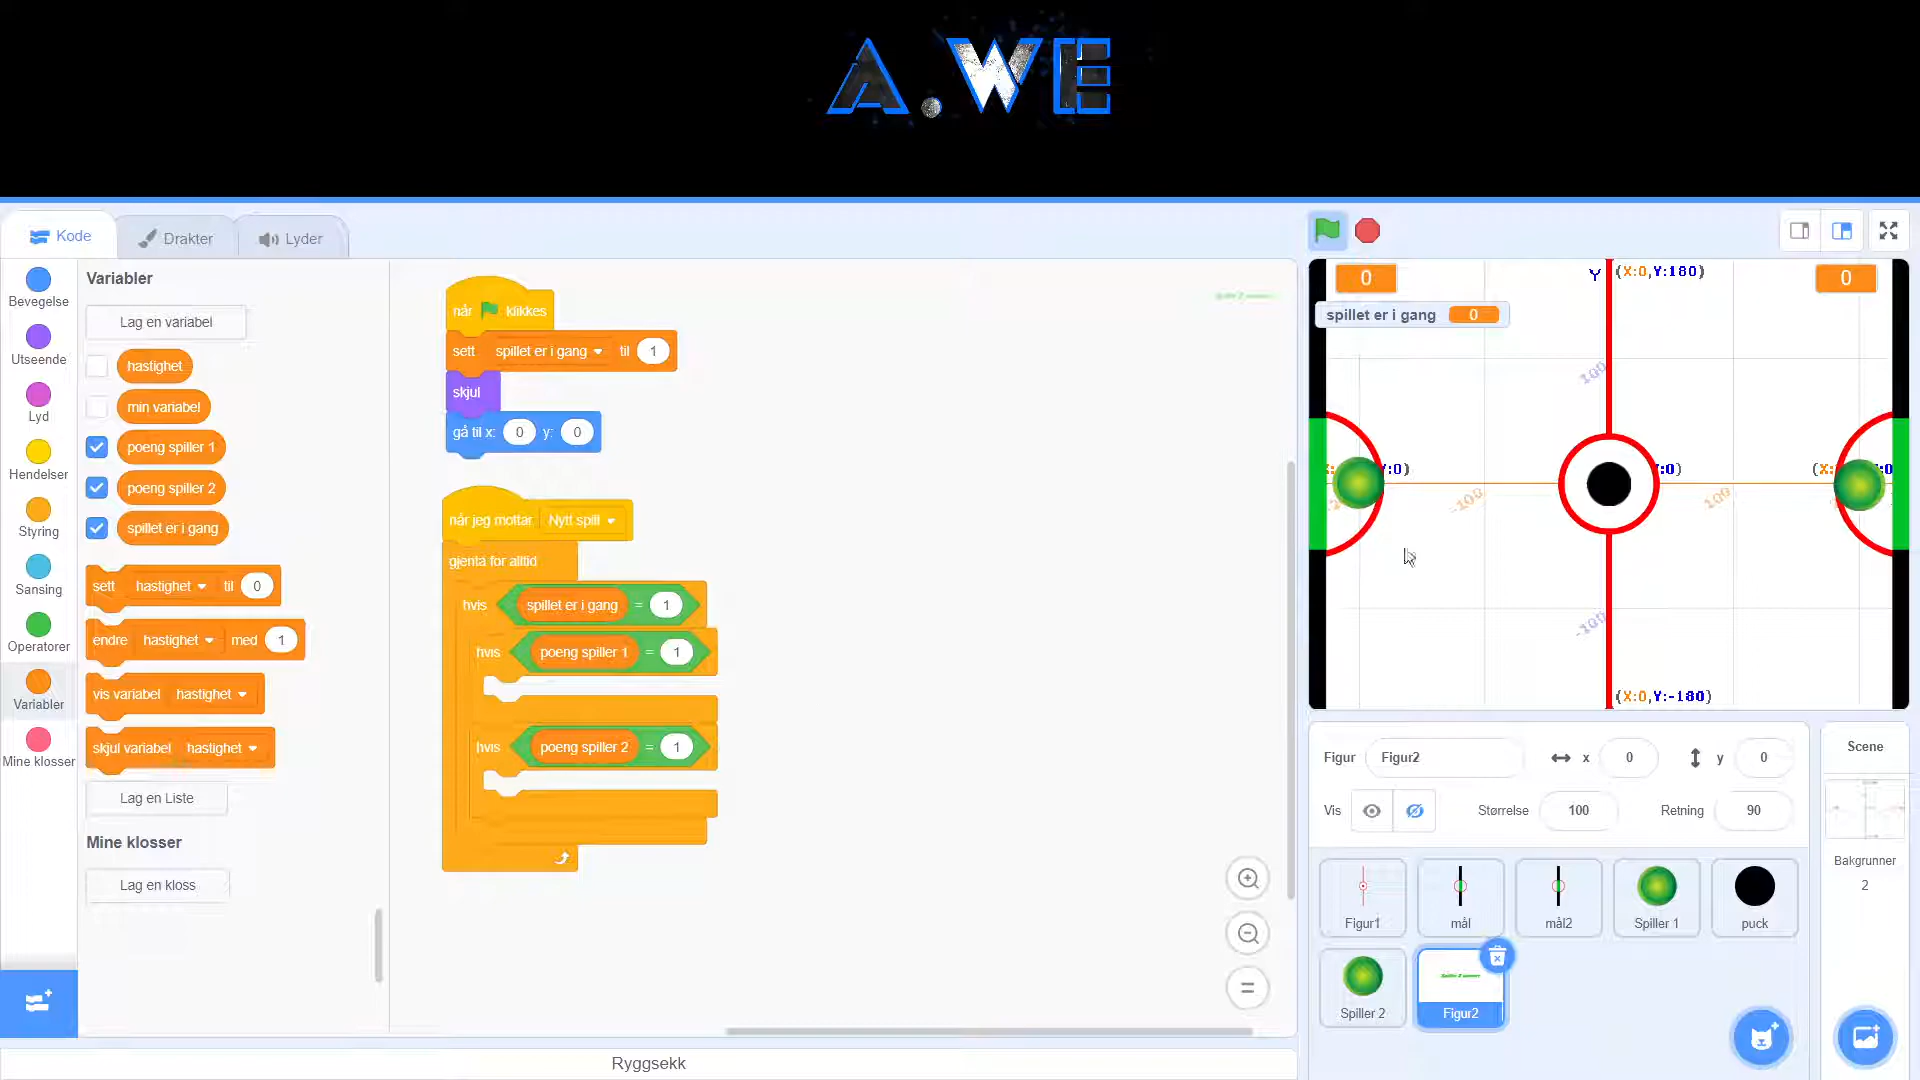 A.WE
Kode
Drakter
Lyder
Bevegelse
Utseende
Lyd
Hendelser
Styring
Sansing
Operatorer
Variabler
Mine klosser
Variabler
Lag en variabel
hastighet
min variabel
poeng spiller 1
poeng spiller 2
spillet er i gang
sett hastighet til 0
endre hastighet med 1
vis variabel hastighet
skjul variabel hastighet
Lag en Liste
Mine klosser
Lag en kloss
når klikkes
sett spillet er i gang til 1
skjul
gå til x: 0 y: 0
når jeg mottar Nytt spill
gjenta for alltid
hvis spillet er i gang = 1
hvis poeng spiller 1 = 1
hvis poeng spiller 2 = 1
0
0
spillet er i gang 0
Y (X:0,Y:180)
100
-100
100
-100
(X:0,Y:-180)
Figur Figur2 x 0 y 0
Vis Størrelse 100 Retning 90
Figur1
mål
mål2
Spiller 1
puck
Spiller 2
Figur2
Scene
Bakgrunner
2
Ryggsekk